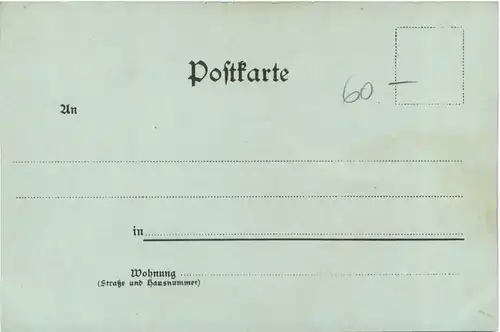 Postkarte
60.–
An
in
Wohnung
(Straße und Hausnummer)